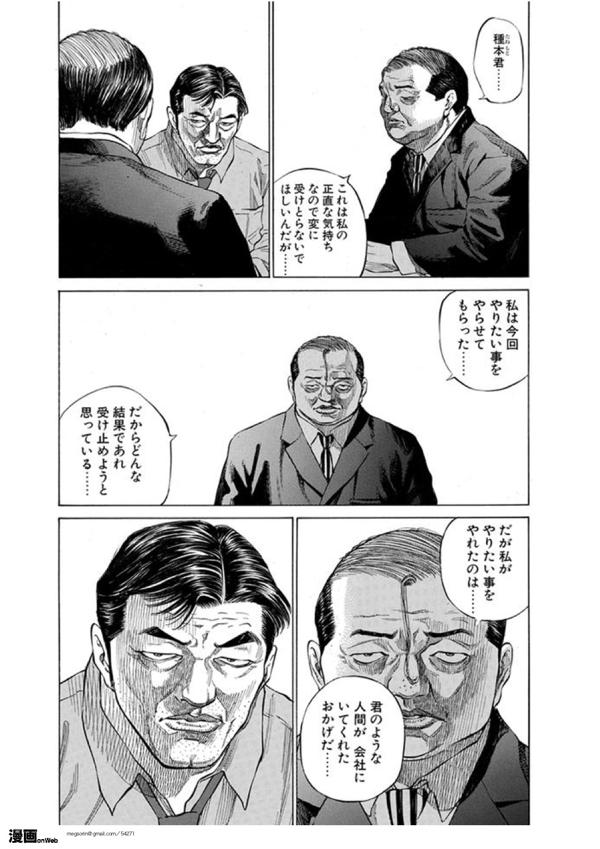 種本君……
たねもと
これは私の
正直な気持ち
なので変に
受けとらないで
ほしいんだが……
私は今回
やりたい事を
やらせて
もらった……
だからどんな
結果であれ
受け止めようと
思っている……
だが私が
やりたい事を
やれたのは……
君のような
人間が 会社に
いてくれた
おかげだ……
漫画 on Web
megaorin@gmail.com/54271